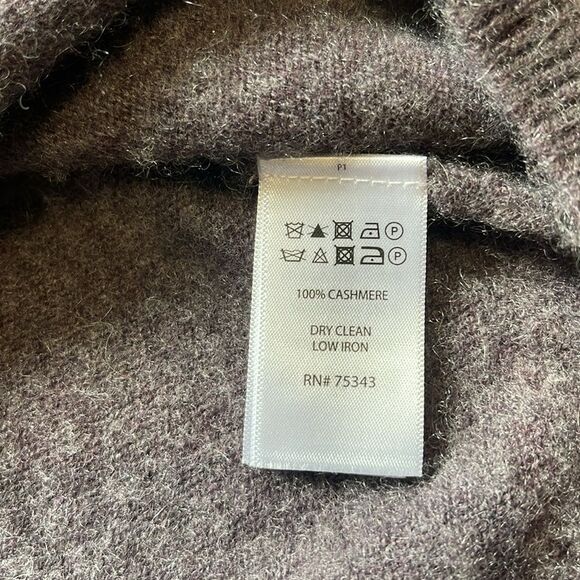 P1
P
P
100% CASHMERE
DRY CLEAN
LOW IRON
RN# 75343